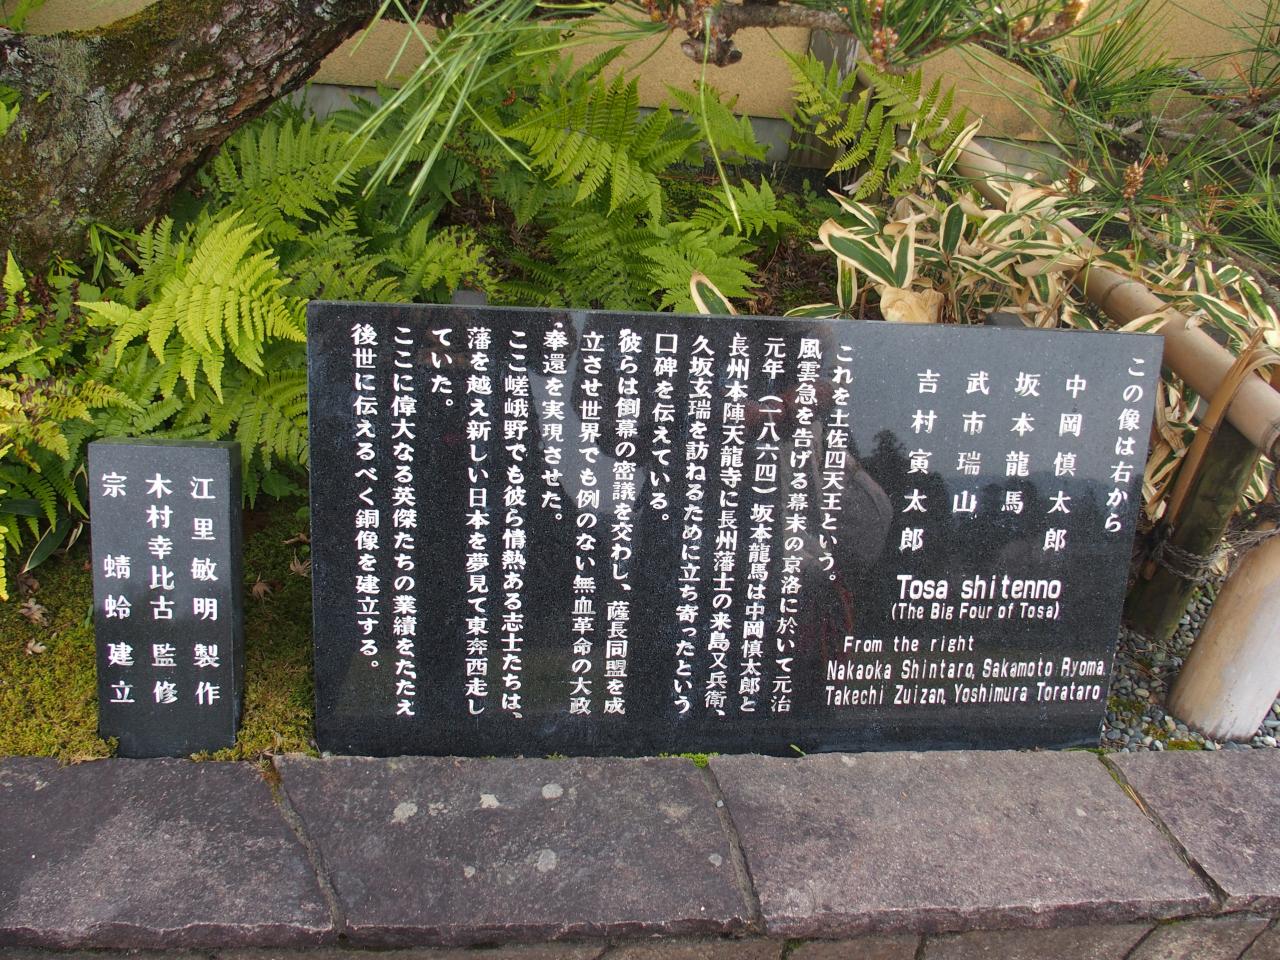 この像は右から
中岡慎太郎
坂本龍馬
武市瑞山
吉村寅太郎
Tosa shitenno
(The Big Four of Tosa)
From the right
Nakaoka Shintaro, Sakamoto Ryoma
Takechi Zuizan, Yoshimura Torataro
これを土佐四天王という。
風雲急を告げる幕末の京洛に於いて元治
元年（一八六四）坂本龍馬は中岡慎太郎と
長州本陣天龍寺に長州藩士の来島又兵衛、
久坂玄瑞を訪ねるために立ち寄ったという
口碑を伝えている。
彼らは倒幕の密議を交わし、薩長同盟を成
立させ世界でも例のない無血革命の大政
奉還を実現させた。
ここ嵯峨野でも彼ら情熱ある志士たちは、
藩を越え新しい日本を夢見て東奔西走し
ていた。
ここに偉大なる英傑たちの業績をたたえ
後世に伝えるべく銅像を建立する。
江里敏明 製作
木村幸比古 監修
宗 蜻蛉 建立